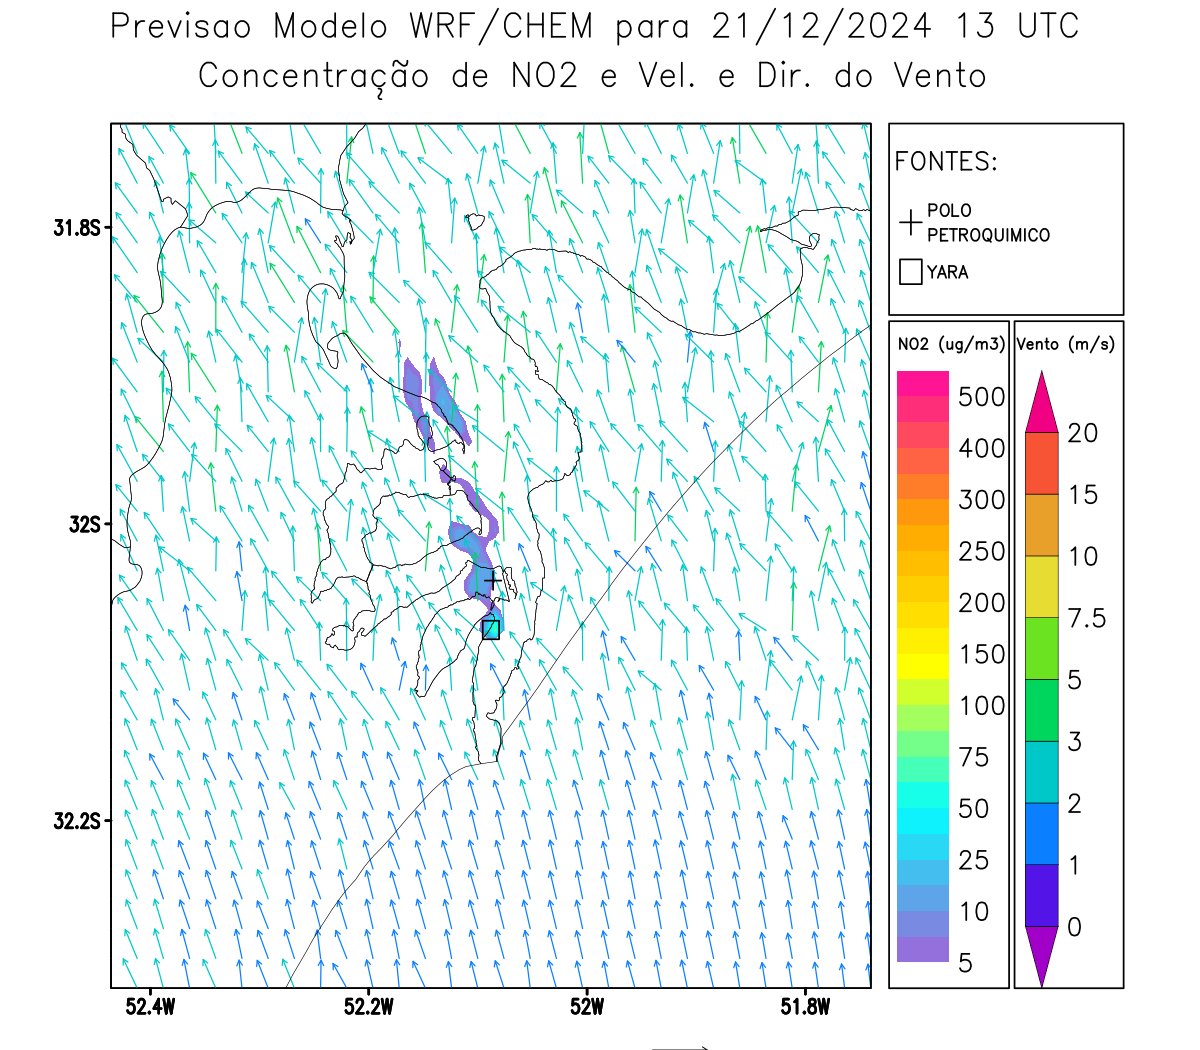 Previsao Modelo WRF/CHEM para 21/12/2024 13 UTC
Concentração de NO2 e Vel. e Dir. do Vento
FONTES:
POLO
PETROQUIMICO
YARA
NO2 (ug/m3)
500
400
300
250
200
150
100
75
50
25
10
5
Vento (m/s)
20
15
10
7.5
5
3
2
1
0
31.8S
32S
32.2S
52.4W
52.2W
52W
51.8W